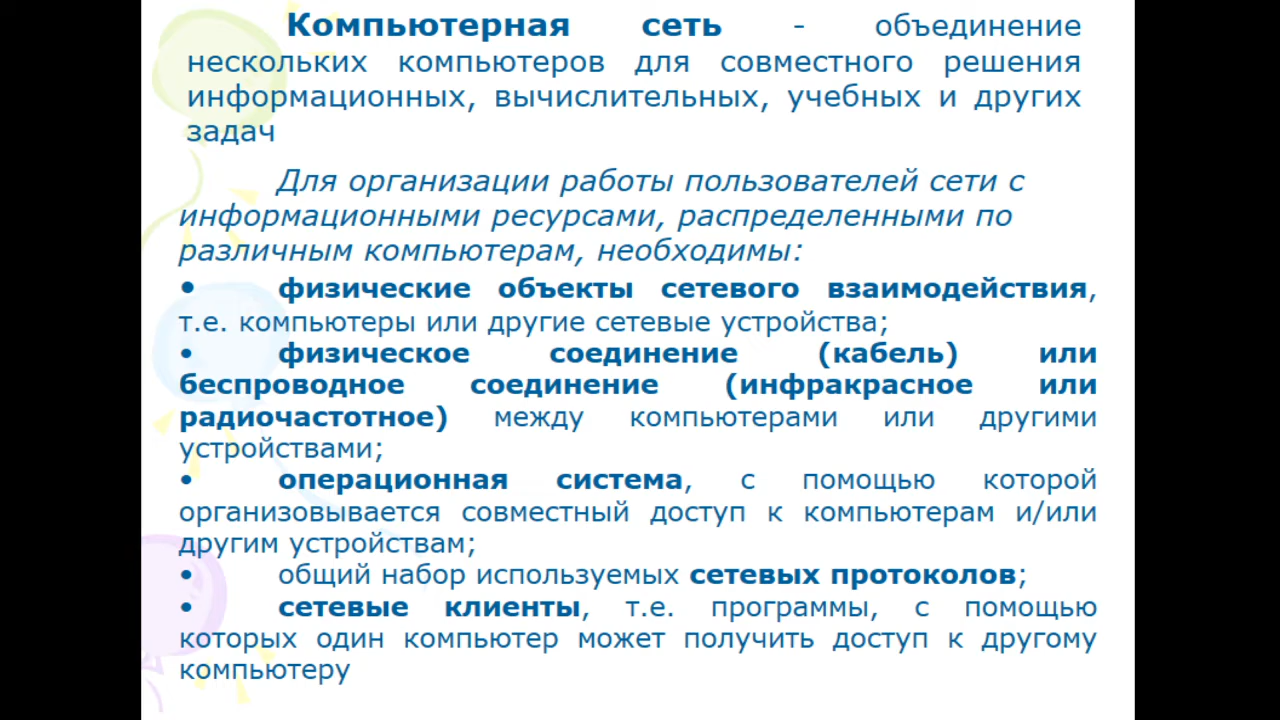 Компьютерная сеть - объединение
нескольких компьютеров для совместного решения
информационных, вычислительных, учебных и других
задач
Для организации работы пользователей сети с
информационными ресурсами, распределенными по
различным компьютерам, необходимы:
• физические объекты сетевого взаимодействия,
т.е. компьютеры или другие сетевые устройства;
• физическое соединение (кабель) или
беспроводное соединение (инфракрасное или
радиочастотное) между компьютерами или другими
устройствами;
• операционная система, с помощью которой
организовывается совместный доступ к компьютерам и/или
другим устройствам;
• общий набор используемых сетевых протоколов;
• сетевые клиенты, т.е. программы, с помощью
которых один компьютер может получить доступ к другому
компьютеру